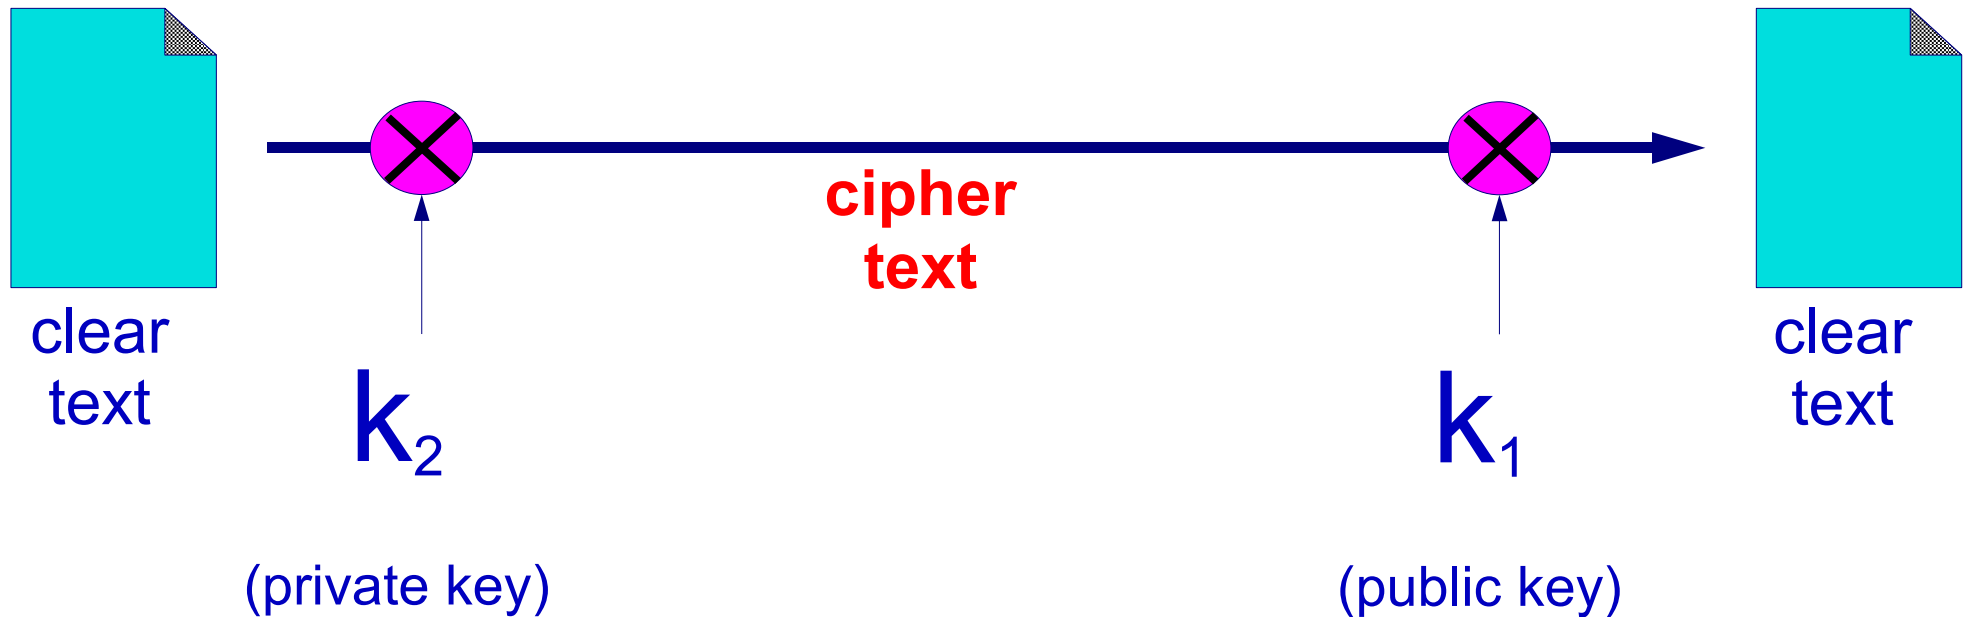 cipher
text
clear
text
k₂
(private key)
k₁
(public key)
clear
text